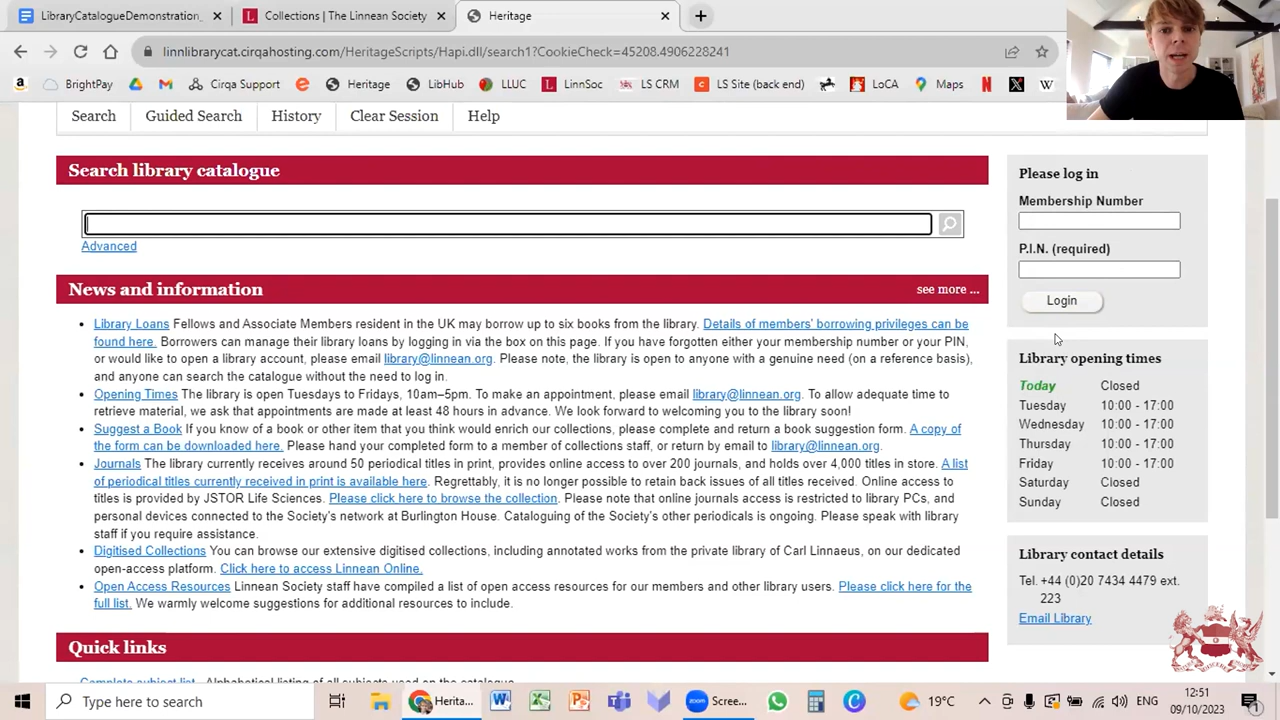 LibraryCatalogueDemonstration_
Collections | The Linnean Society
Heritage
linnlibrarycat.cirqahosting.org/HeritageScripts/Hapi.dll/search1?CookieCheck=45208.4906228241
BrightPay
Cirqa Support
Heritage
LibHub
LLUC
LinnSoc
LS CRM
LS Site (back end)
LoCA
Maps
Search
Guided Search
History
Clear Session
Help
Search library catalogue
Advanced
News and information
see more ...
Library Loans Fellows and Associate Members resident in the UK may borrow up to six books from the library. Details of members' borrowing privileges can be
found here. Borrowers can manage their library loans by logging in via the box on this page. If you have forgotten either your membership number or your PIN,
or would like to open a library account, please email library@linnean.org. Please note, the library is open to anyone with a genuine need (on a reference basis),
and anyone can search the catalogue without the need to log in.
Opening Times The library is open Tuesdays to Fridays, 10am–5pm. To make an appointment, please email library@linnean.org. To allow adequate time to
retrieve material, we ask that appointments are made at least 48 hours in advance. We look forward to welcoming you to the library soon!
Suggest a Book If you know of a book or other item that you think would enrich our collections, please complete and return a book suggestion form. A copy of
the form can be downloaded here. Please hand your completed form to a member of collections staff, or return by email to library@linnean.org.
Journals The library currently receives around 50 periodical titles in print, provides online access to over 200 journals, and holds over 4,000 titles in store. A list
of periodical titles currently received in print is available here. Regrettably, it is no longer possible to retain back issues of all titles received. Online access to
titles is provided by JSTOR Life Sciences. Please click here to browse the collection. Please note that online journals access is restricted to library PCs, and
personal devices connected to the Society's network at Burlington House. Cataloguing of the Society's other periodicals is ongoing. Please speak with library
staff if you require assistance.
Digitised Collections You can browse our extensive digitised collections, including annotated works from the private library of Carl Linnaeus, on our dedicated
open-access platform. Click here to access Linnean Online.
Open Access Resources Linnean Society staff have compiled a list of open access resources for our members and other library users. Please click here for the
full list. We warmly welcome suggestions for additional resources to include.
Quick links
Complete subject list - Alphabetical listing of all subjects used on the catalogue
Please log in
Membership Number
P.I.N. (required)
Login
Library opening times
Today Closed
Tuesday 10:00 - 17:00
Wednesday 10:00 - 17:00
Thursday 10:00 - 17:00
Friday 10:00 - 17:00
Saturday Closed
Sunday Closed
Library contact details
Tel. +44 (0)20 7434 4479 ext.
223
Email Library
Type here to search
Herita...
Scree...
19°C
ENG
12:51
09/10/2023